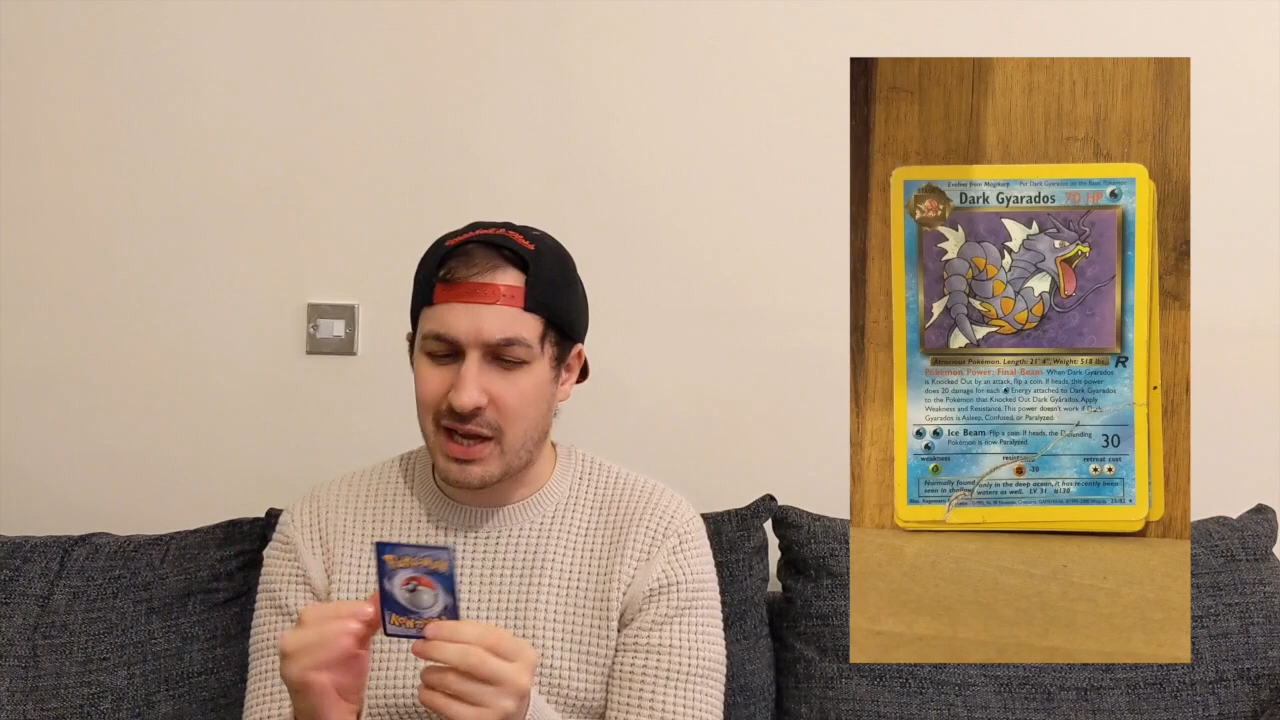 Evolves from Magikarp Put Dark Gyarados on the Basic Pokémon
STAGE 1
Dark Gyarados 70 HP
Atrocious Pokémon. Length: 21' 4", Weight: 518 lbs.
R
Pokémon Power: Final Beam When Dark Gyarados
is Knocked Out by an attack, flip a coin. If heads, this power
does 20 damage for each Energy attached to Dark Gyarados
to the Pokémon that Knocked Out Dark Gyarados. Apply
Weakness and Resistance. This power doesn't work if Dark
Gyarados is Asleep, Confused, or Paralyzed.
Ice Beam Flip a coin. If heads, the Defending
Pokémon is now Paralyzed.
30
weakness resistance retreat cost
-30
Normally found only in the deep ocean, it has recently been
seen in shallow waters as well. LV. 31 #130
Pokémon